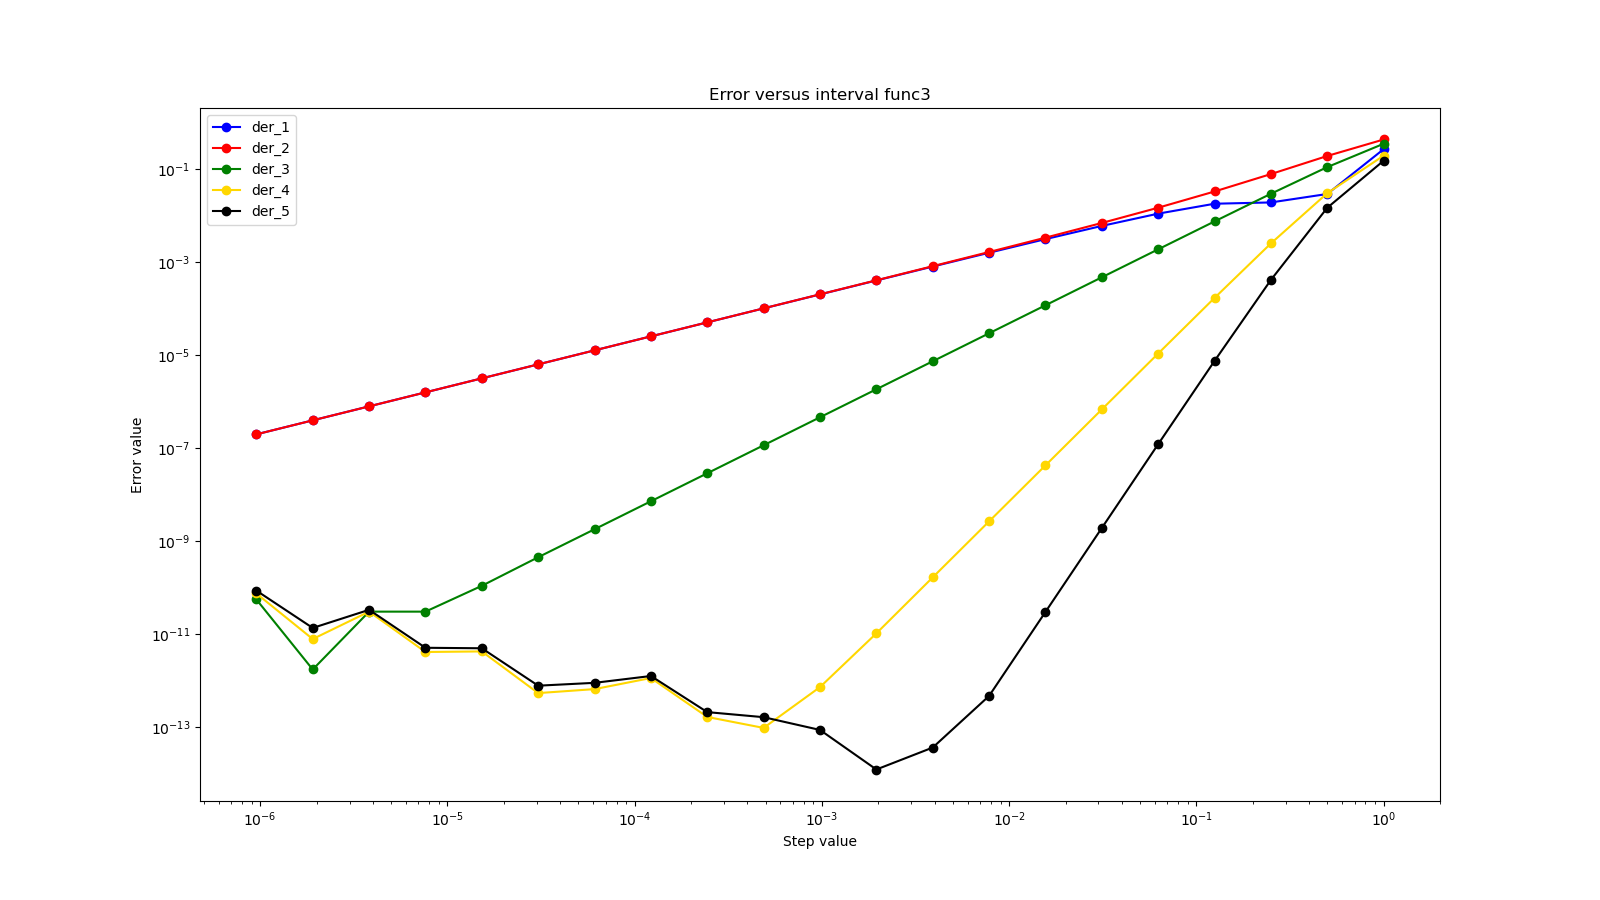 Error versus interval func3
der_1
der_2
der_3
der_4
der_5
Error value
10⁻¹
10⁻³
10⁻⁵
10⁻⁷
10⁻⁹
10⁻¹¹
10⁻¹³
10⁻⁶ 10⁻⁵ 10⁻⁴ 10⁻³ 10⁻² 10⁻¹ 10⁰
Step value